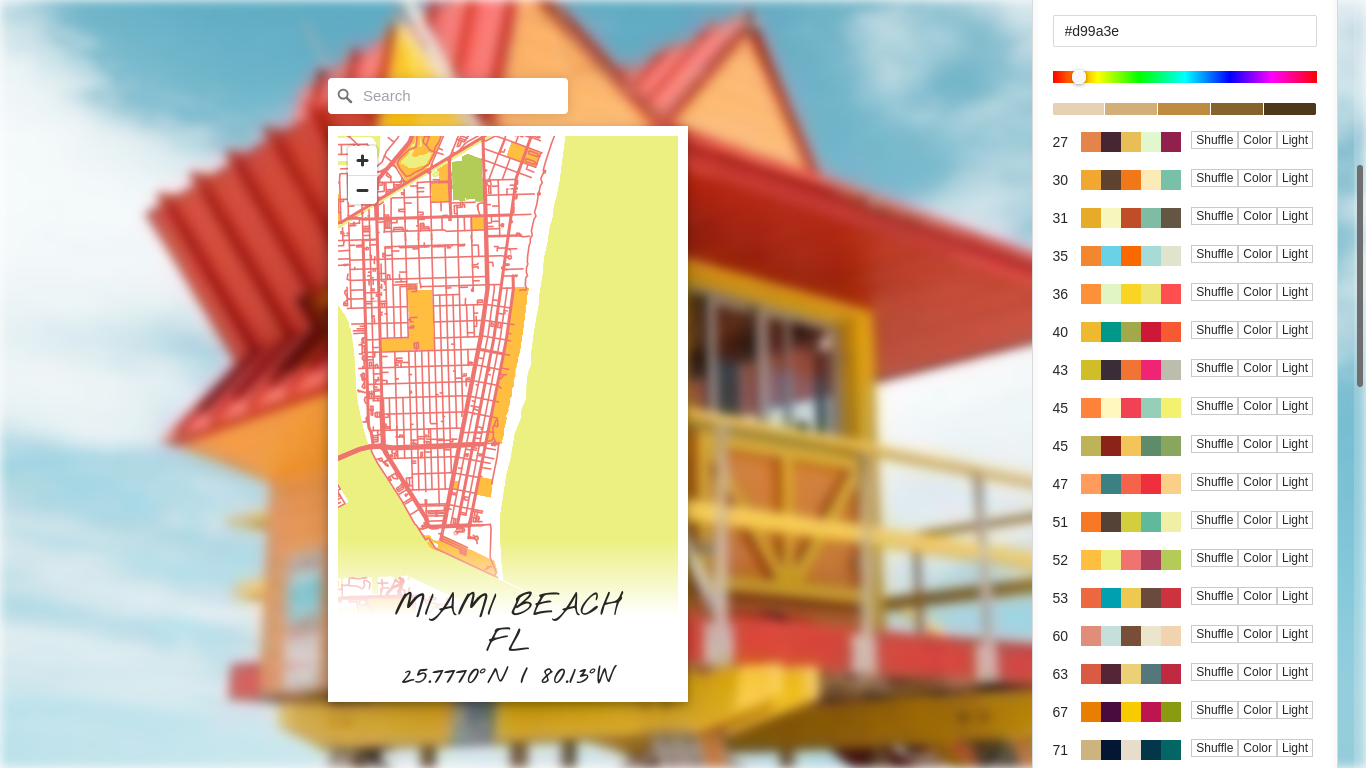 #d99a3e
Search
+
−
MIAMI BEACH
FL
25.7770°N | 80.13°W
27 Shuffle Color Light
30 Shuffle Color Light
31 Shuffle Color Light
35 Shuffle Color Light
36 Shuffle Color Light
40 Shuffle Color Light
43 Shuffle Color Light
45 Shuffle Color Light
45 Shuffle Color Light
47 Shuffle Color Light
51 Shuffle Color Light
52 Shuffle Color Light
53 Shuffle Color Light
60 Shuffle Color Light
63 Shuffle Color Light
67 Shuffle Color Light
71 Shuffle Color Light